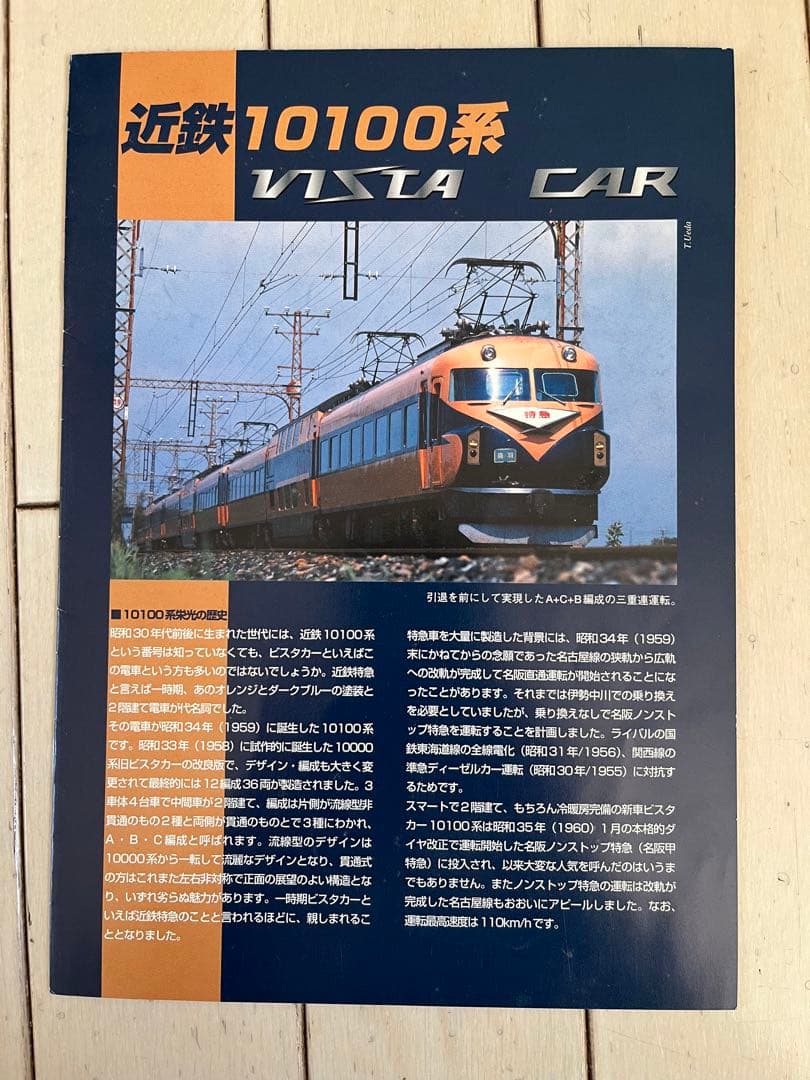 近鉄10100系
VISTA CAR
T.Ueda
特急
鳥羽
引退を前にして実現したA+C+B編成の三重連運転。
■10100系栄光の歴史
昭和30年代前後に生まれた世代には、近鉄10100系
という番号は知っていなくても、ビスタカーといえばこ
の電車という方も多いのではないでしょうか。近鉄特急
と言えば一時期、あのオレンジとダークブルーの塗装と
2階建て電車が代名詞でした。
その電車が昭和34年（1959）に誕生した10100系
です。昭和33年（1958）に試作的に誕生した10000
系旧ビスタカーの改良版で、デザイン・編成も大きく変
更されて最終的には12編成36両が製造されました。3
車体4台車で中間車が2階建て、編成は片側が流線型非
貫通のもの2種と両側が貫通のものとで3種にわかれ、
A・B・C編成と呼ばれます。流線型のデザインは
10000系から一転して流麗なデザインとなり、貫通式
の方はこれまた左右非対称で正面の展望のよい構造とな
り、いずれ劣らぬ魅力があります。一時期ビスタカーと
いえば近鉄特急のことと言われるほどに、親しまれるこ
ととなりました。
特急車を大量に製造した背景には、昭和34年（1959）
末にかねてからの念願であった名古屋線の狭軌から広軌
への改軌が完成して名阪直通運転が開始されることにな
ったことがあります。それまでは伊勢中川での乗り換え
を必要としていましたが、乗り換えなしで名阪ノンスト
ップ特急を運転することを計画しました。ライバルの国
鉄東海道線の全線電化（昭和31年/1956）、関西線の
準急ディーゼルカー運転（昭和30年/1955）に対抗す
るためです。
スマートで2階建て、もちろん冷暖房完備の新車ビスタ
カー10100系は昭和35年（1960）1月の本格的ダ
イヤ改正で運転開始した名阪ノンストップ特急（名阪甲
特急）に投入され、以来大変な人気を呼んだのはいうま
でもありません。またノンストップ特急の運転は改軌が
完成した名古屋線もおおいにアピールしました。なお、
運転最高速度は110km/hです。